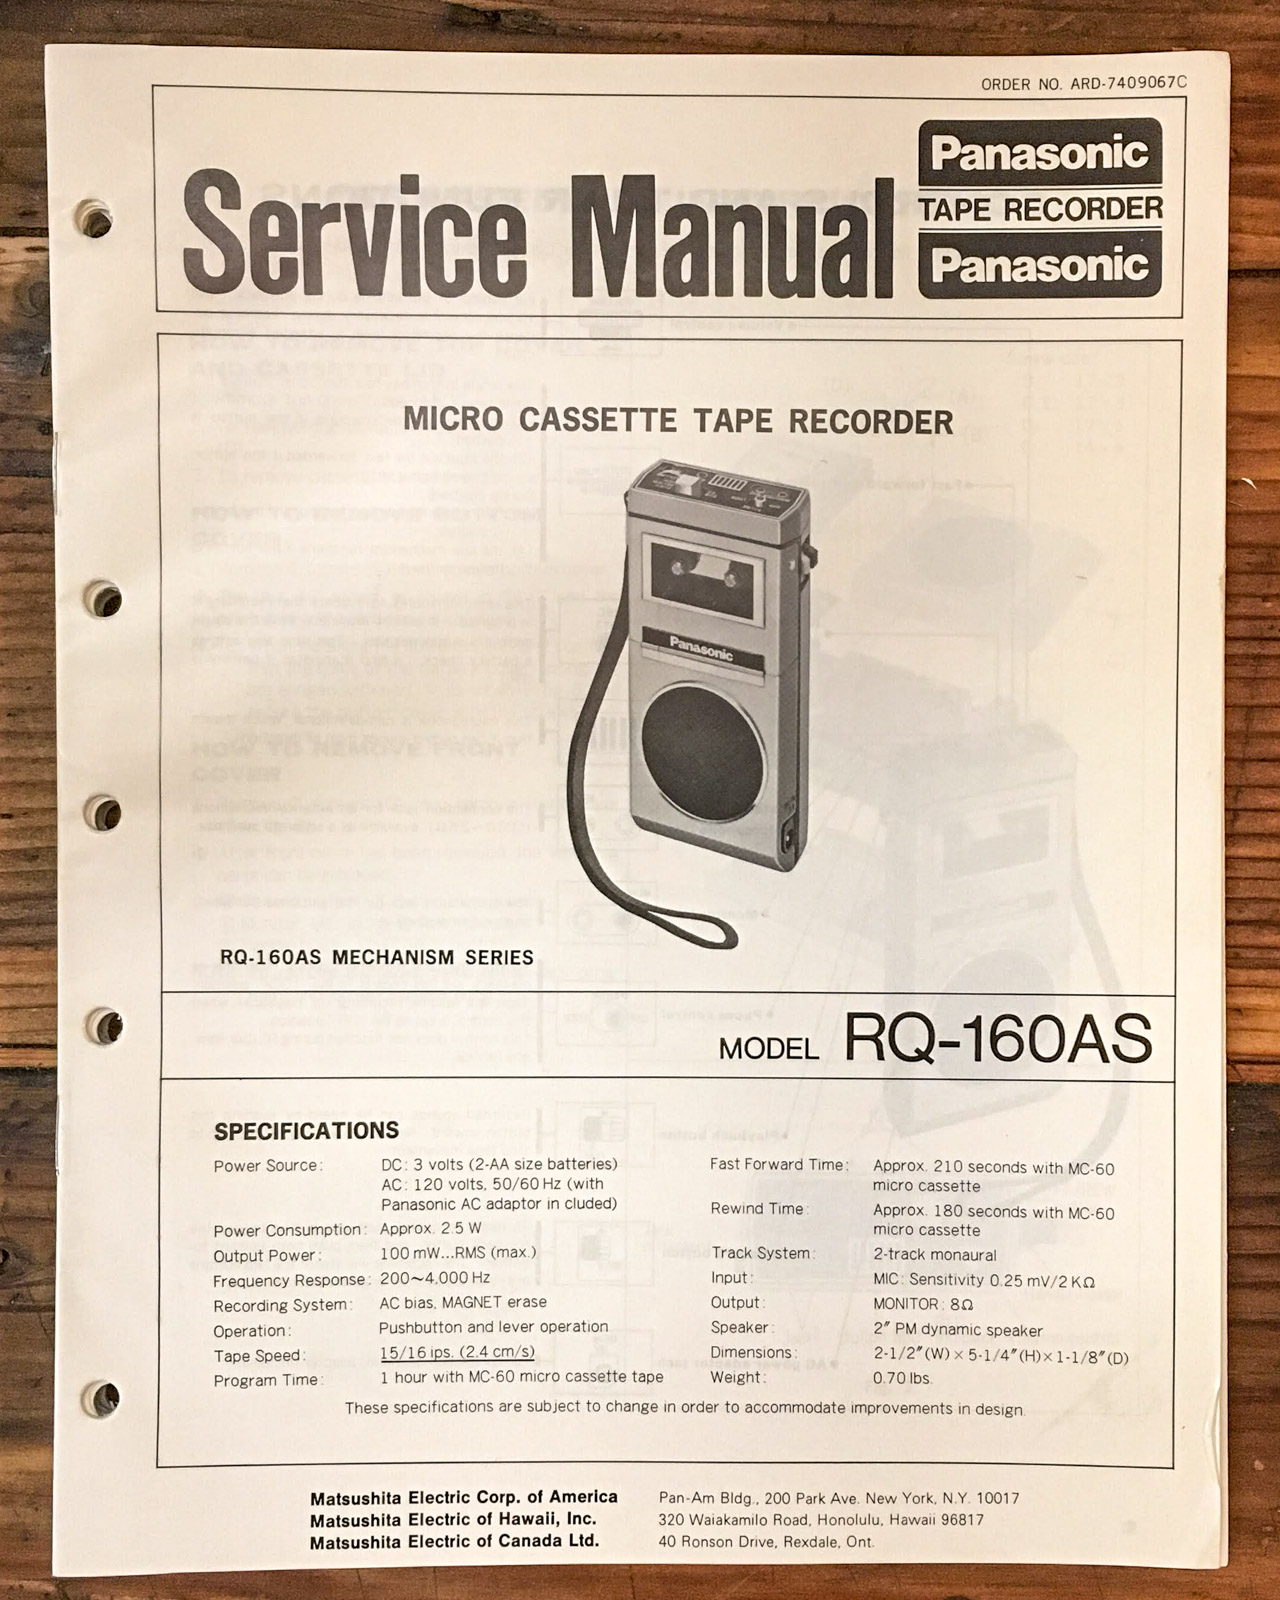 ORDER NO. ARD-7409067C
Service Manual
Panasonic
TAPE RECORDER
Panasonic
MICRO CASSETTE TAPE RECORDER
Panasonic
RQ-160AS MECHANISM SERIES
MODEL RQ-160AS
SPECIFICATIONS
Power Source: DC: 3 volts (2-AA size batteries)
AC: 120 volts, 50/60 Hz (with
Panasonic AC adaptor in cluded)
Power Consumption: Approx. 2.5 W
Output Power: 100 mW...RMS (max.)
Frequency Response: 200~4,000 Hz
Recording System: AC bias, MAGNET erase
Operation: Pushbutton and lever operation
Tape Speed: 15/16 ips. (2.4 cm/s)
Program Time: 1 hour with MC-60 micro cassette tape
Fast Forward Time: Approx. 210 seconds with MC-60
micro cassette
Rewind Time: Approx. 180 seconds with MC-60
micro cassette
Track System: 2-track monaural
Input: MIC: Sensitivity 0.25 mV/2 KΩ
Output: MONITOR: 8Ω
Speaker: 2″ PM dynamic speaker
Dimensions: 2-1/2″(W) × 5-1/4″(H) × 1-1/8″(D)
Weight: 0.70 lbs.
These specifications are subject to change in order to accommodate improvements in design.
Matsushita Electric Corp. of America Pan-Am Bldg., 200 Park Ave. New York, N.Y. 10017
Matsushita Electric of Hawaii, Inc. 320 Waiakamilo Road, Honolulu, Hawaii 96817
Matsushita Electric of Canada Ltd. 40 Ronson Drive, Rexdale, Ont.